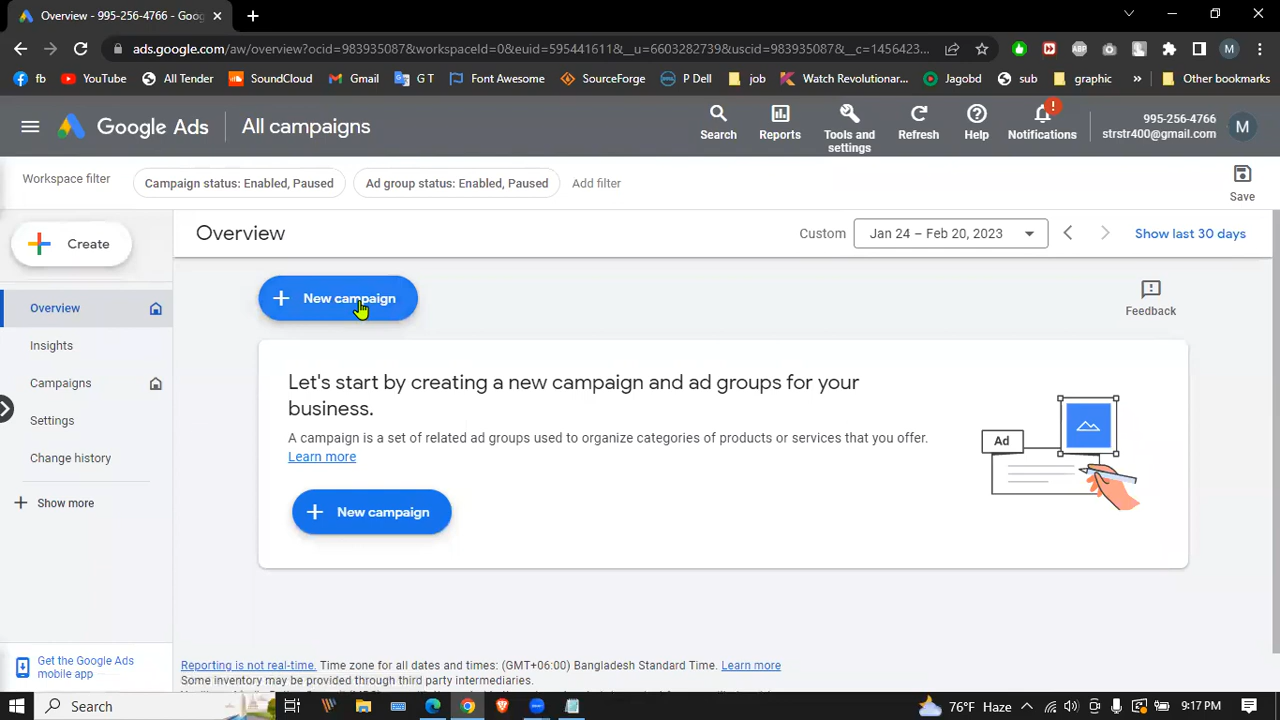 Overview - 995-256-4766 - Goog
ads.google.com/aw/overview?ocid=983935087&workspaceId=0&euid=595441611&__u=6603282739&uscid=983935087&__c=1456423...
M
fb
YouTube
All Tender
SoundCloud
Gmail
G T
Font Awesome
SourceForge
P Dell
job
Watch Revolutionar...
Jagobd
sub
graphic
»
Other bookmarks
Google Ads
All campaigns
Search
Reports
Tools and settings
Refresh
Help
Notifications
995-256-4766
strstr400@gmail.com
M
Workspace filter
Campaign status: Enabled, Paused
Ad group status: Enabled, Paused
Add filter
Save
Create
Overview
Custom
Jan 24 – Feb 20, 2023
Show last 30 days
New campaign
Feedback
Overview
Insights
Campaigns
Settings
Change history
Show more
Let's start by creating a new campaign and ad groups for your
business.
A campaign is a set of related ad groups used to organize categories of products or services that you offer.
Learn more
Ad
New campaign
Get the Google Ads
mobile app
Reporting is not real-time. Time zone for all dates and times: (GMT+06:00) Bangladesh Standard Time. Learn more
Some inventory may be provided through third party intermediaries.
Search
76°F Haze
9:17 PM